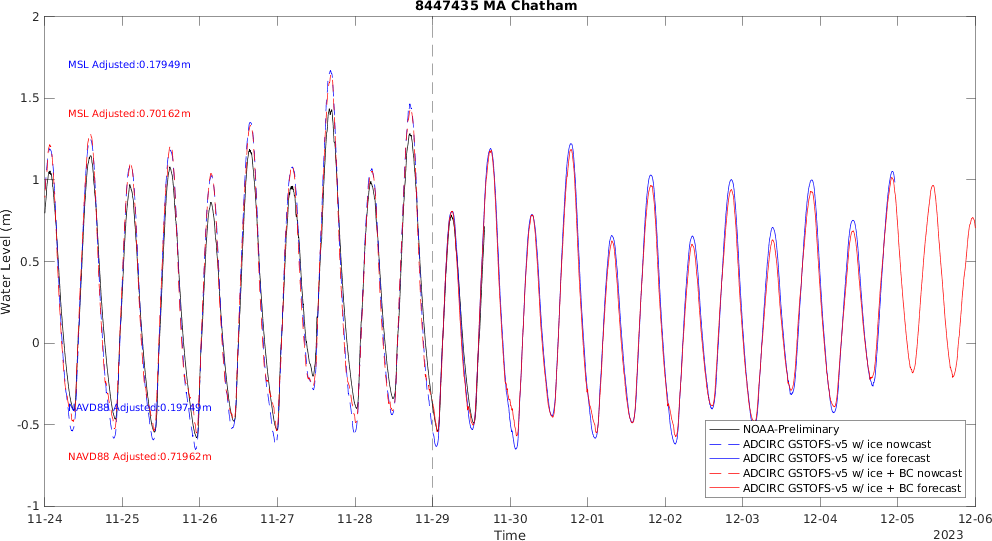 8447435 MA Chatham
2
MSL Adjusted:0.17949m
1.5
MSL Adjusted:0.70162m
1
0.5
Water Level (m)
0
NAVD88 Adjusted:0.19749m
-0.5
NAVD88 Adjusted:0.71962m
-1
NOAA-Preliminary
ADCIRC GSTOFS-v5 w/ ice nowcast
ADCIRC GSTOFS-v5 w/ ice forecast
ADCIRC GSTOFS-v5 w/ ice + BC nowcast
ADCIRC GSTOFS-v5 w/ ice + BC forecast
11-24 11-25 11-26 11-27 11-28 11-29 11-30 12-01 12-02 12-03 12-04 12-05 12-06
Time
2023